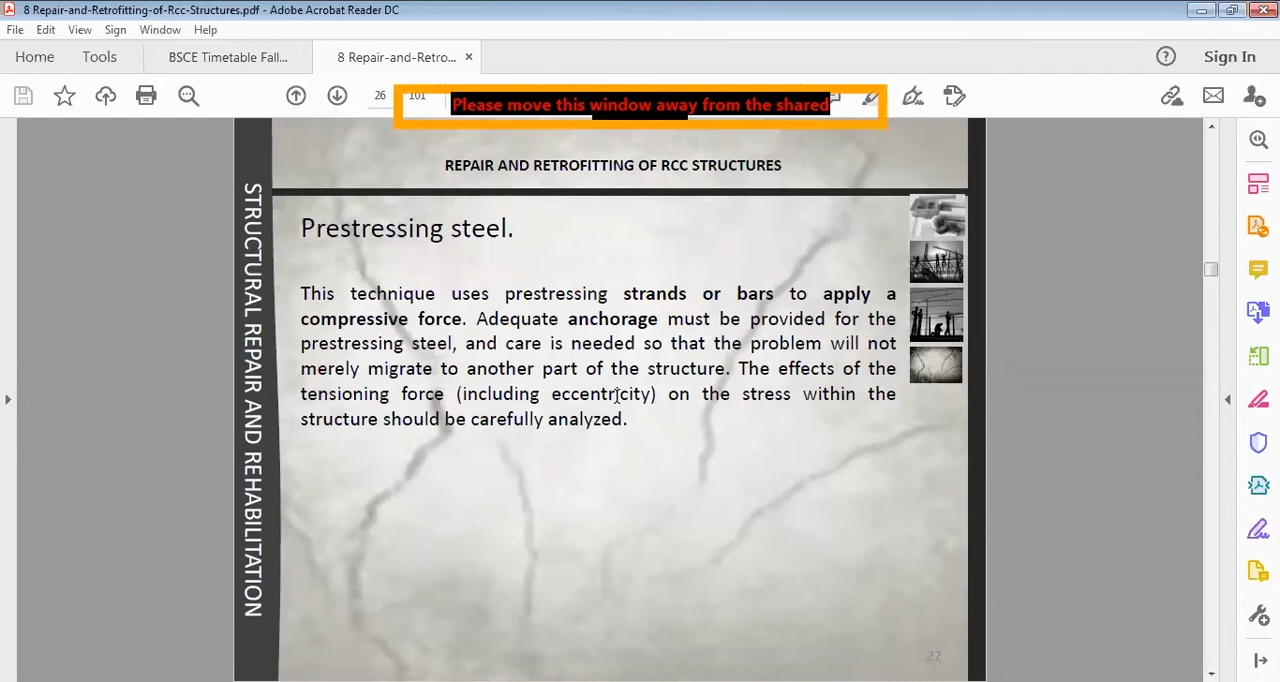 8 Repair-and-Retrofitting-of-Rcc-Structures.pdf - Adobe Acrobat Reader DC
File Edit View Sign Window Help
Home Tools BSCE Timetable Fall... 8 Repair-and-Retro... × ? Sign In
26 101 Please move this window away from the shared
REPAIR AND RETROFITTING OF RCC STRUCTURES
STRUCTURAL REPAIR AND REHABILITATION
Prestressing steel.
This technique uses prestressing strands or bars to apply a
compressive force. Adequate anchorage must be provided for the
prestressing steel, and care is needed so that the problem will not
merely migrate to another part of the structure. The effects of the
tensioning force (including eccentricity) on the stress within the
structure should be carefully analyzed.
27